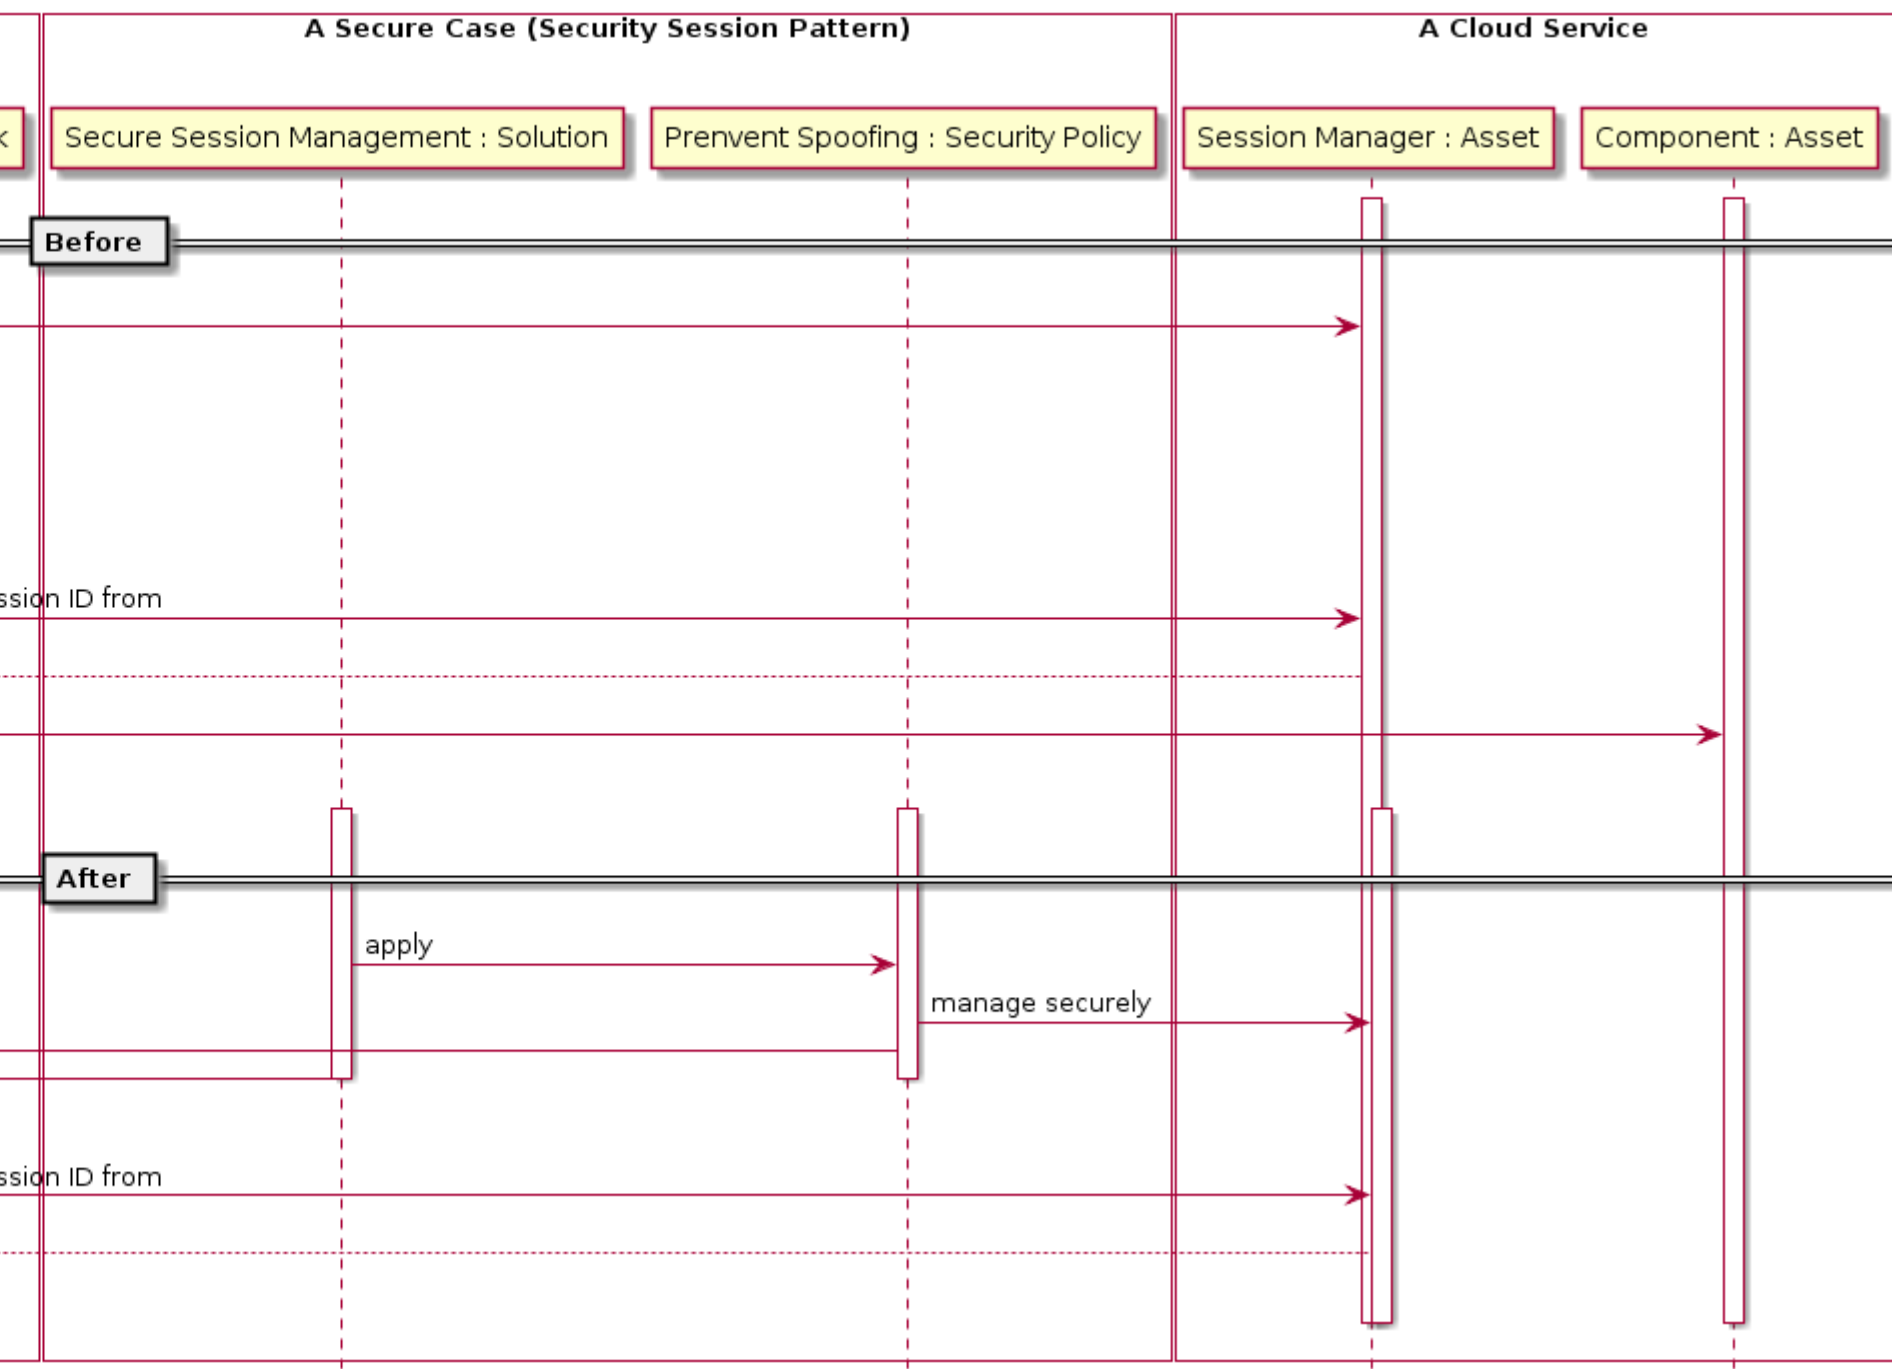 A Secure Case (Security Session Pattern)
A Cloud Service
k
Secure Session Management : Solution
Prenvent Spoofing : Security Policy
Session Manager : Asset
Component : Asset
Before
ssion ID from
After
apply
manage securely
ssion ID from